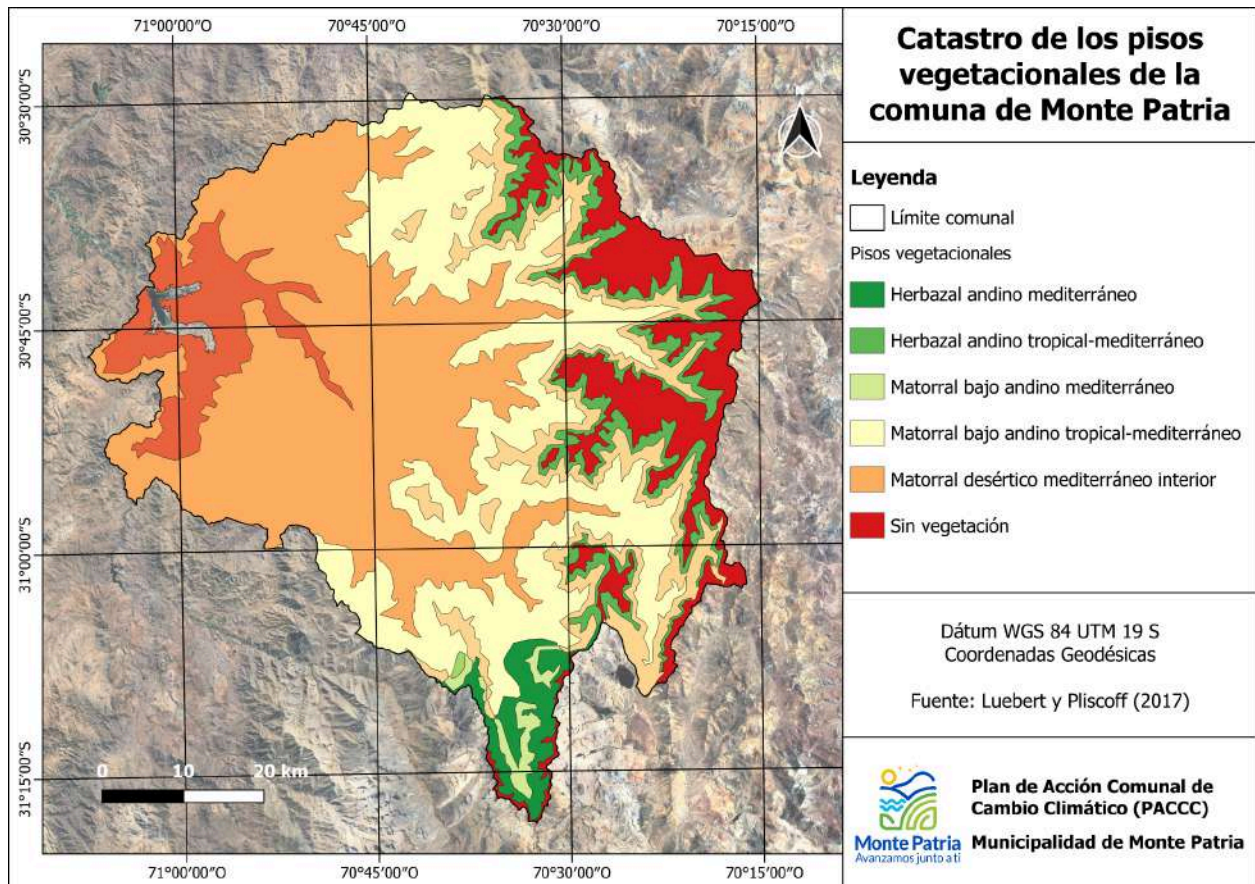 71°00'00"O 70°45'00"O 70°30'00"O 70°15'00"O
30°30'00"S
30°45'00"S
31°00'00"S
31°15'00"S
0 10 20 km
71°00'00"O 70°45'00"O 70°30'00"O 70°15'00"O
Catastro de los pisos
vegetacionales de la
comuna de Monte Patria
N
Leyenda
Límite comunal
Pisos vegetacionales
Herbazal andino mediterráneo
Herbazal andino tropical-mediterráneo
Matorral bajo andino mediterráneo
Matorral bajo andino tropical-mediterráneo
Matorral desértico mediterráneo interior
Sin vegetación
Dátum WGS 84 UTM 19 S
Coordenadas Geodésicas
Fuente: Luebert y Pliscoff (2017)
Monte Patria
Avanzamos junto a ti
Plan de Acción Comunal de
Cambio Climático (PACCC)
Municipalidad de Monte Patria